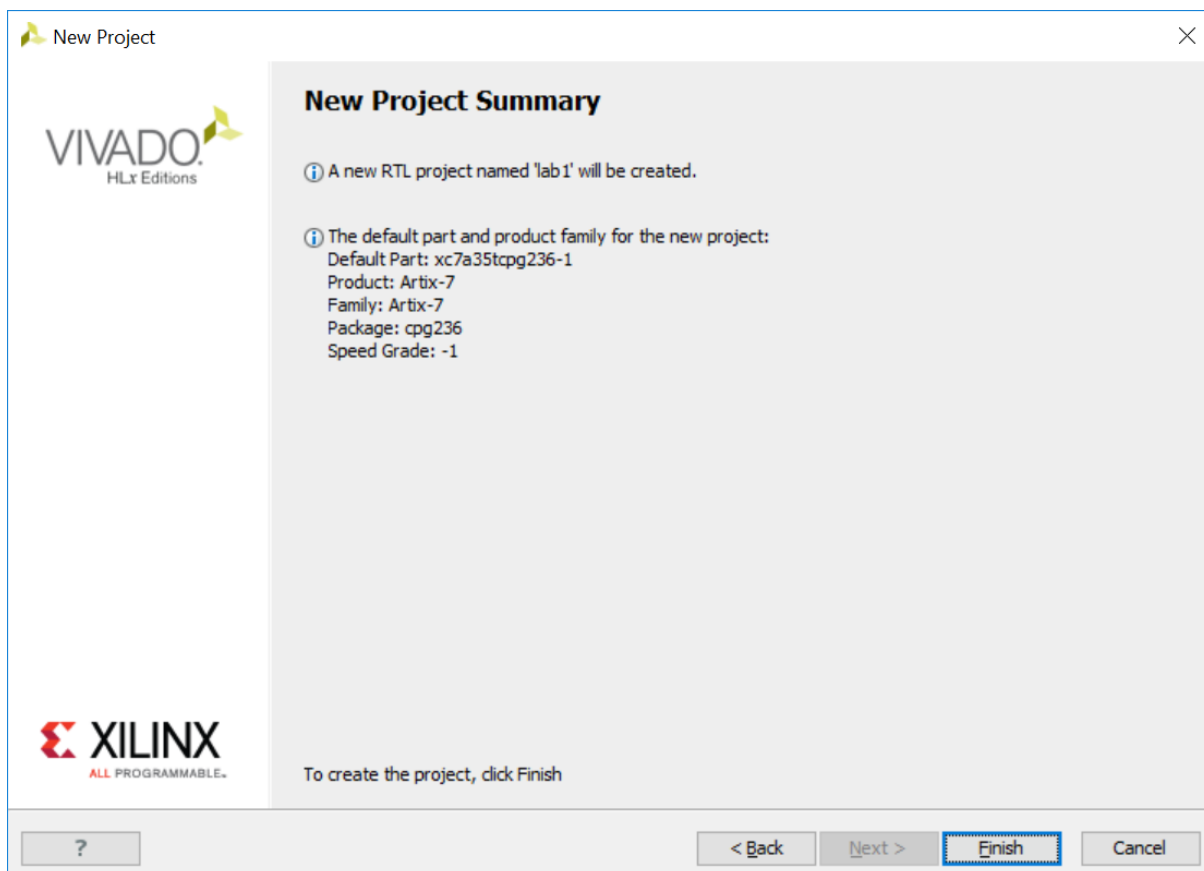 New Project
VIVADO.
HLx Editions
New Project Summary
A new RTL project named 'lab1' will be created.
The default part and product family for the new project:
Default Part: xc7a35tcpg236-1
Product: Artix-7
Family: Artix-7
Package: cpg236
Speed Grade: -1
XILINX
ALL PROGRAMMABLE.
To create the project, click Finish
?
< Back
Next >
Finish
Cancel